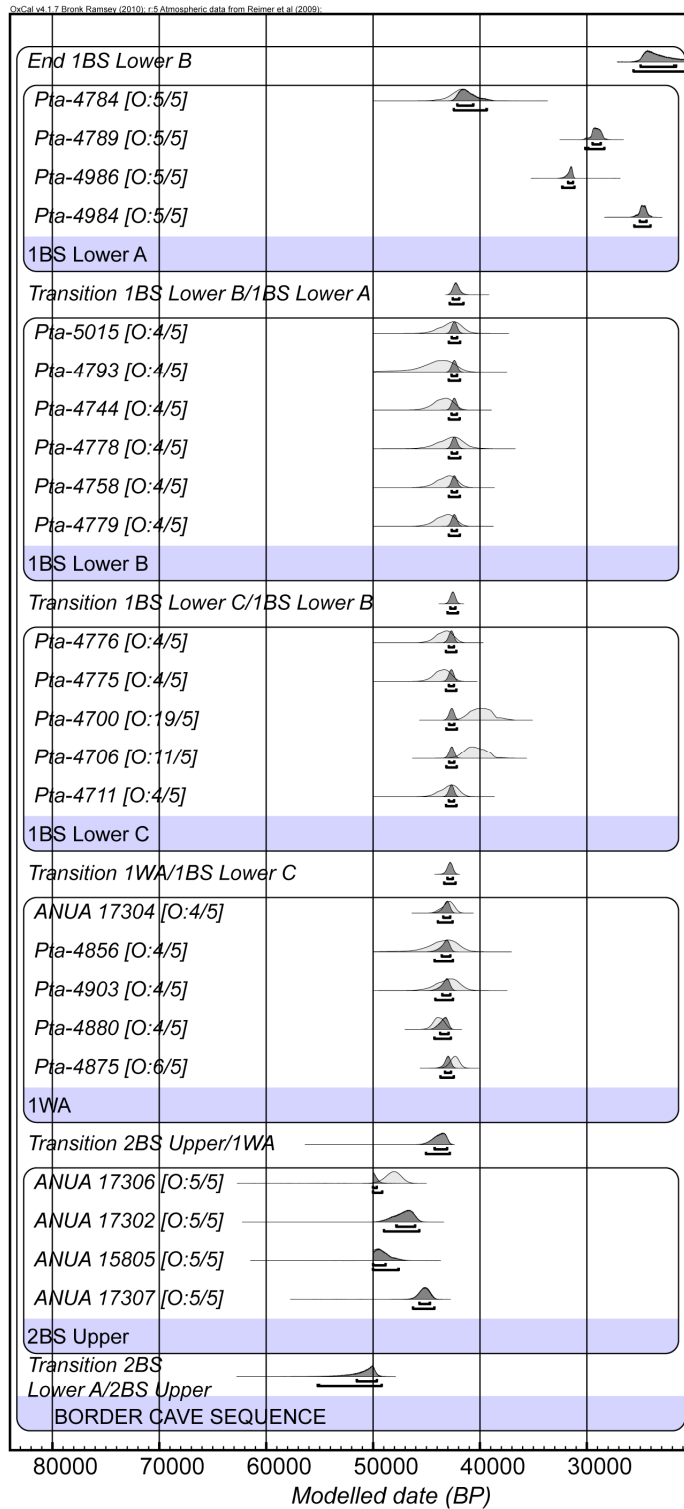 OxCal v4.1.7 Bronk Ramsey (2010); r:5 Atmospheric data from Reimer et al (2009);
End 1BS Lower B
Pta-4784 [O:5/5]
Pta-4789 [O:5/5]
Pta-4986 [O:5/5]
Pta-4984 [O:5/5]
1BS Lower A
Transition 1BS Lower B/1BS Lower A
Pta-5015 [O:4/5]
Pta-4793 [O:4/5]
Pta-4744 [O:4/5]
Pta-4778 [O:4/5]
Pta-4758 [O:4/5]
Pta-4779 [O:4/5]
1BS Lower B
Transition 1BS Lower C/1BS Lower B
Pta-4776 [O:4/5]
Pta-4775 [O:4/5]
Pta-4700 [O:19/5]
Pta-4706 [O:11/5]
Pta-4711 [O:4/5]
1BS Lower C
Transition 1WA/1BS Lower C
ANUA 17304 [O:4/5]
Pta-4856 [O:4/5]
Pta-4903 [O:4/5]
Pta-4880 [O:4/5]
Pta-4875 [O:6/5]
1WA
Transition 2BS Upper/1WA
ANUA 17306 [O:5/5]
ANUA 17302 [O:5/5]
ANUA 15805 [O:5/5]
ANUA 17307 [O:5/5]
2BS Upper
Transition 2BS
Lower A/2BS Upper
BORDER CAVE SEQUENCE
80000 70000 60000 50000 40000 30000
Modelled date (BP)